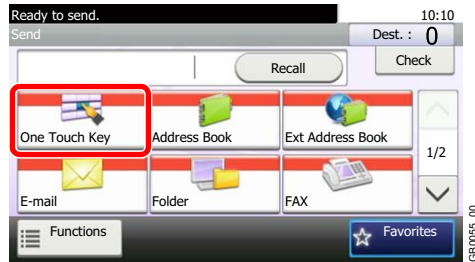 Ready to send.
10:10
Send
Dest. : 0
Recall
Check
One Touch Key
Address Book
Ext Address Book
1/2
E-mail
Folder
FAX
Functions
Favorites
GB0055_00